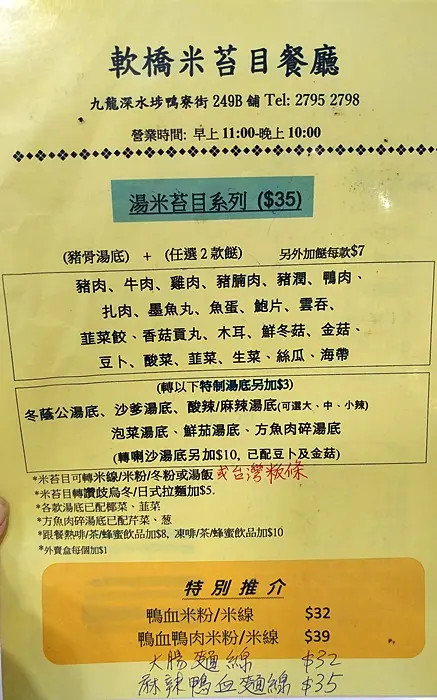 軟橋米苔目餐廳
九龍深水埗鴨寮街 249B 舖 Tel: 2795 2798
營業時間: 早上 11:00-晚上 10:00
湯米苔目系列 ($35)
(豬骨湯底) + (任選 2 款餸) 另外加餸每款$7
豬肉、牛肉、雞肉、豬腩肉、豬潤、鴨肉、
扎肉、墨魚丸、魚蛋、鮑片、雲吞、
韮菜餃、香菇貢丸、木耳、鮮冬菇、金菇、
豆卜、酸菜、韮菜、生菜、絲瓜、海帶
(轉以下特制湯底另加$3)
冬蔭公湯底、沙爹湯底、酸辣/麻辣湯底(可選大、中、小辣)
泡菜湯底、鮮茄湯底、方魚肉碎湯底
(轉喇沙湯底另加$10, 已配豆卜及金菇)
*米苔目可轉米線/米粉/冬粉或湯飯 或台灣粄條
*米苔目轉讚歧烏冬/日式拉麵加$5.
*各款湯底已配椰菜、韮菜
*方魚肉碎湯底已配芹菜、葱
*跟餐熱啡/茶/蜂蜜飲品加$8, 凍啡/茶/蜂蜜飲品加$10
*外賣盒每個加$1
特別推介
鴨血米粉/米線 $32
鴨血鴨肉米粉/米線 $39
大腸麵線 $32
麻辣鴨血麵線 $35